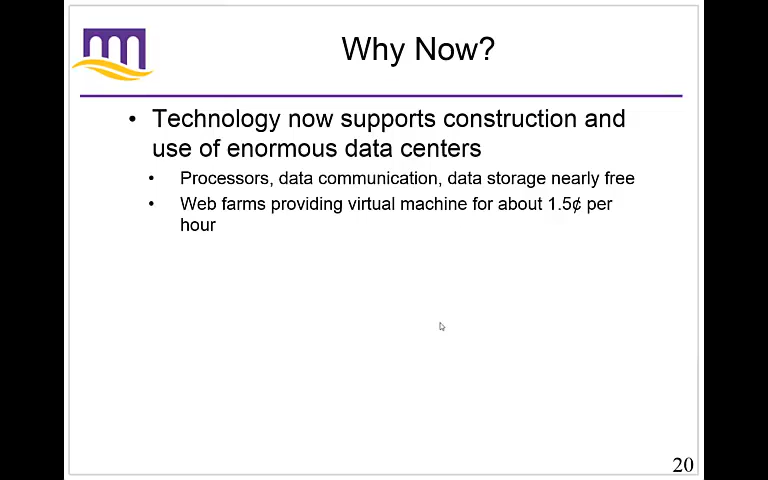 Why Now?
• Technology now supports construction and
use of enormous data centers
• Processors, data communication, data storage nearly free
• Web farms providing virtual machine for about 1.5¢ per
hour
20